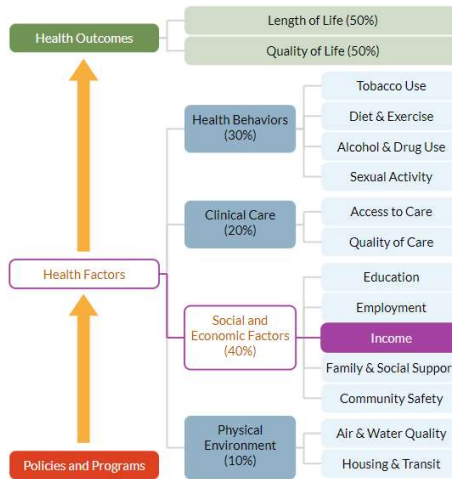 Health Outcomes
Length of Life (50%)
Quality of Life (50%)
Health Factors
Health Behaviors
(30%)
Tobacco Use
Diet & Exercise
Alcohol & Drug Use
Sexual Activity
Clinical Care
(20%)
Access to Care
Quality of Care
Social and
Economic Factors
(40%)
Education
Employment
Income
Family & Social Support
Community Safety
Physical
Environment
(10%)
Air & Water Quality
Housing & Transit
Policies and Programs